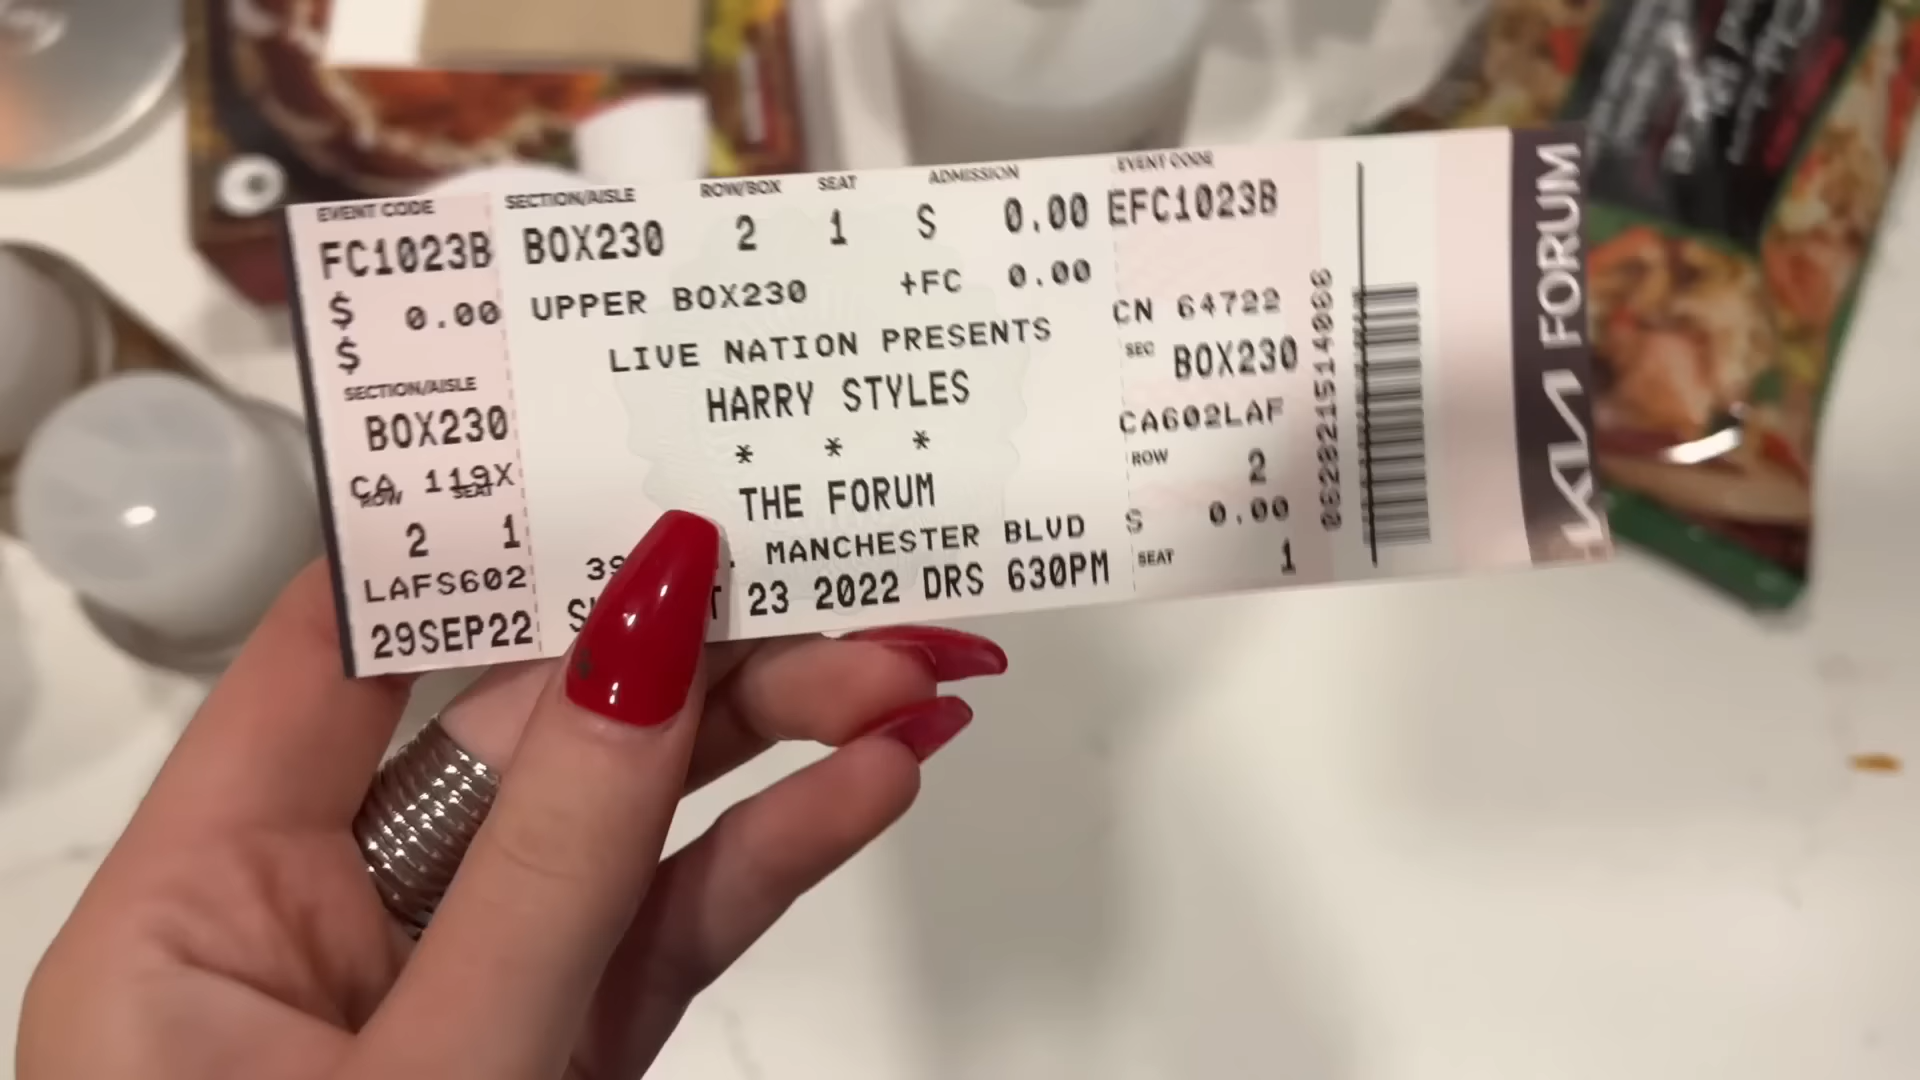 EVENT CODE
FC1023B
$ 0.00
$
SECTION/AISLE
BOX230
CA 119X
ROW SEAT
2 1
LAFS602
29SEP22
SECTION/AISLE ROW/BOX SEAT ADMISSION
BOX230 2 1 $ 0.00
UPPER BOX230 +FC 0.00
LIVE NATION PRESENTS
HARRY STYLES
* * *
THE FORUM
MANCHESTER BLVD
23 2022 DRS 630PM
EVENT CODE
EFC1023B
CN 64722
SEC BOX230
CA602LAF
ROW 2
$ 0.00
SEAT 1
KIA FORUM